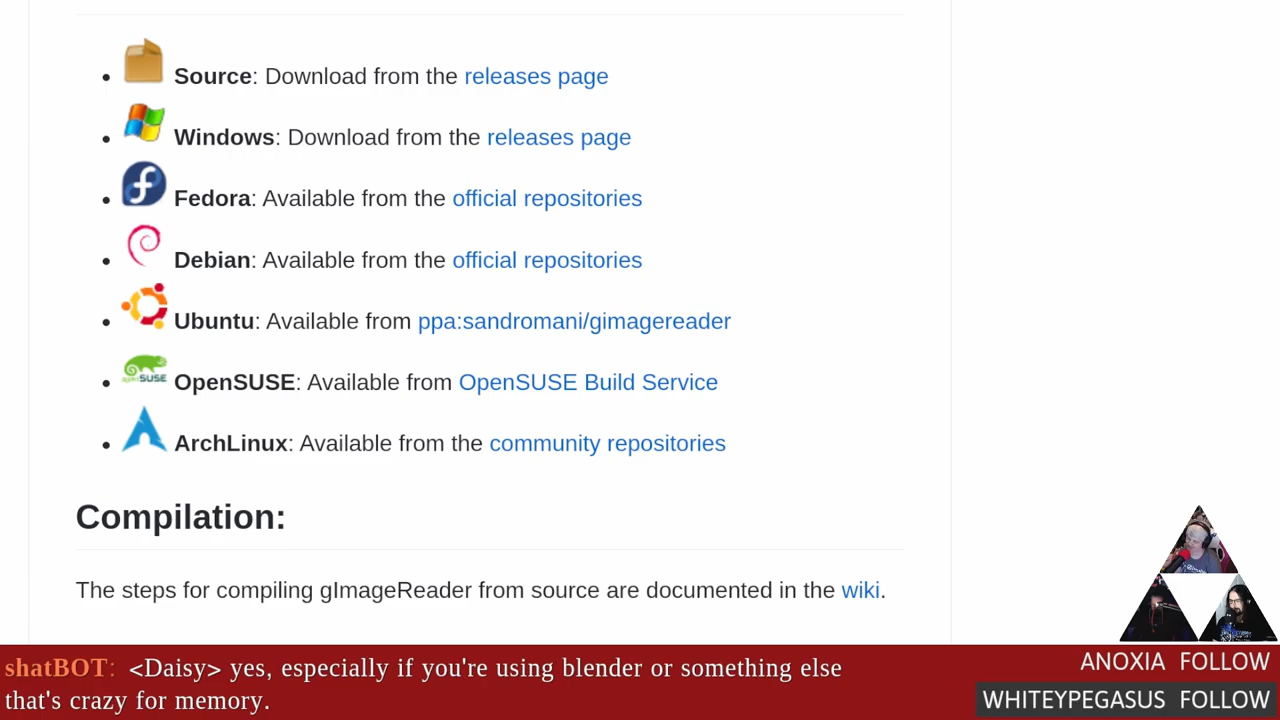 Source: Download from the releases page
Windows: Download from the releases page
Fedora: Available from the official repositories
Debian: Available from the official repositories
Ubuntu: Available from ppa:sandromani/gimagereader
openSUSE
OpenSUSE: Available from OpenSUSE Build Service
ArchLinux: Available from the community repositories
Compilation:
The steps for compiling gImageReader from source are documented in the wiki.
shatBOT: <Daisy> yes, especially if you're using blender or something else
that's crazy for memory.
ANOXIA FOLLOW
WHITEYPEGASUS FOLLOW